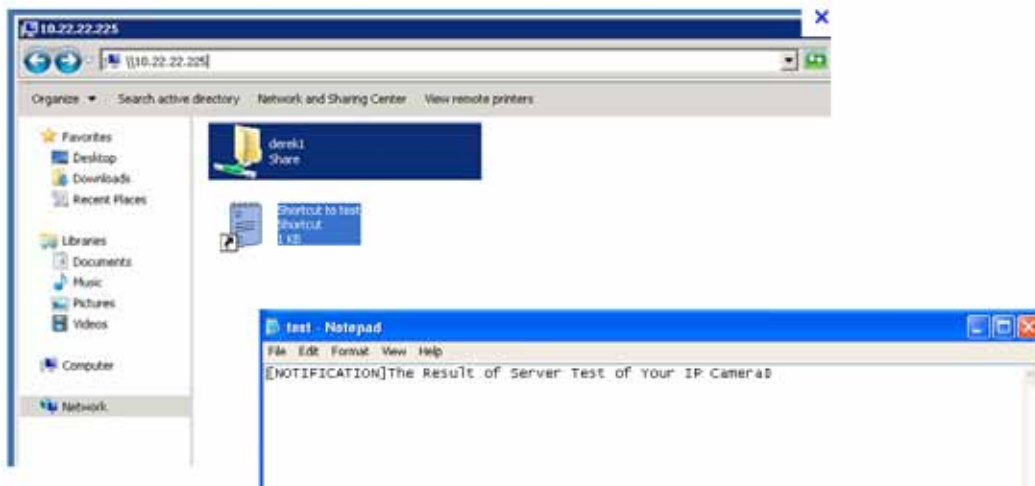 10.22.22.225
\\10.22.22.225
Organize Search active directory Network and Sharing Center View remote printers
Favorites
Desktop
Downloads
Recent Places
Libraries
Documents
Music
Pictures
Videos
Computer
Network
derek1
Share
Shortcut to test
Shortcut
1 KB
test - Notepad
File Edit Format View Help
[NOTIFICATION]The Result of Server Test of Your IP Camera